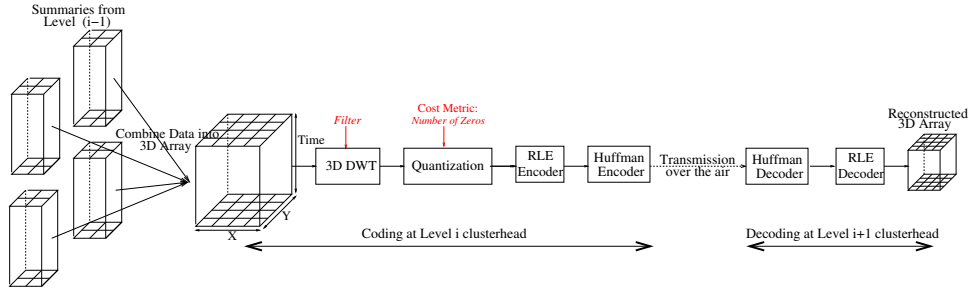 Summaries from
Level (i−1)
Combine Data into
3D Array
Time
Y
X
Filter
3D DWT
Cost Metric:
Number of Zeros
Quantization
RLE
Encoder
Huffman
Encoder
Transmission
over the air
Huffman
Decoder
RLE
Decoder
Reconstructed
3D Array
Coding at Level i clusterhead
Decoding at Level i+1 clusterhead